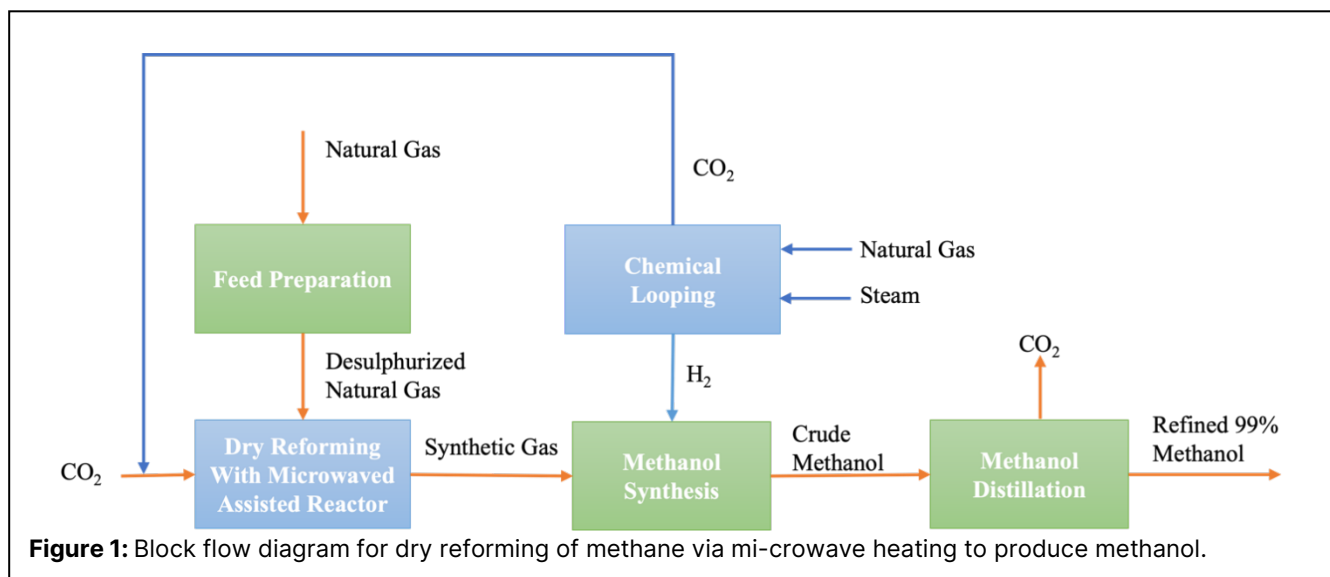 Natural Gas
CO₂
Feed Preparation
Chemical
Looping
Natural Gas
Steam
Desulphurized
Natural Gas
H₂
CO₂
CO₂
Dry Reforming
With Microwaved
Assisted Reactor
Synthetic Gas
Methanol
Synthesis
Crude
Methanol
Methanol
Distillation
Refined 99%
Methanol
Figure 1: Block flow diagram for dry reforming of methane via mi-crowave heating to produce methanol.